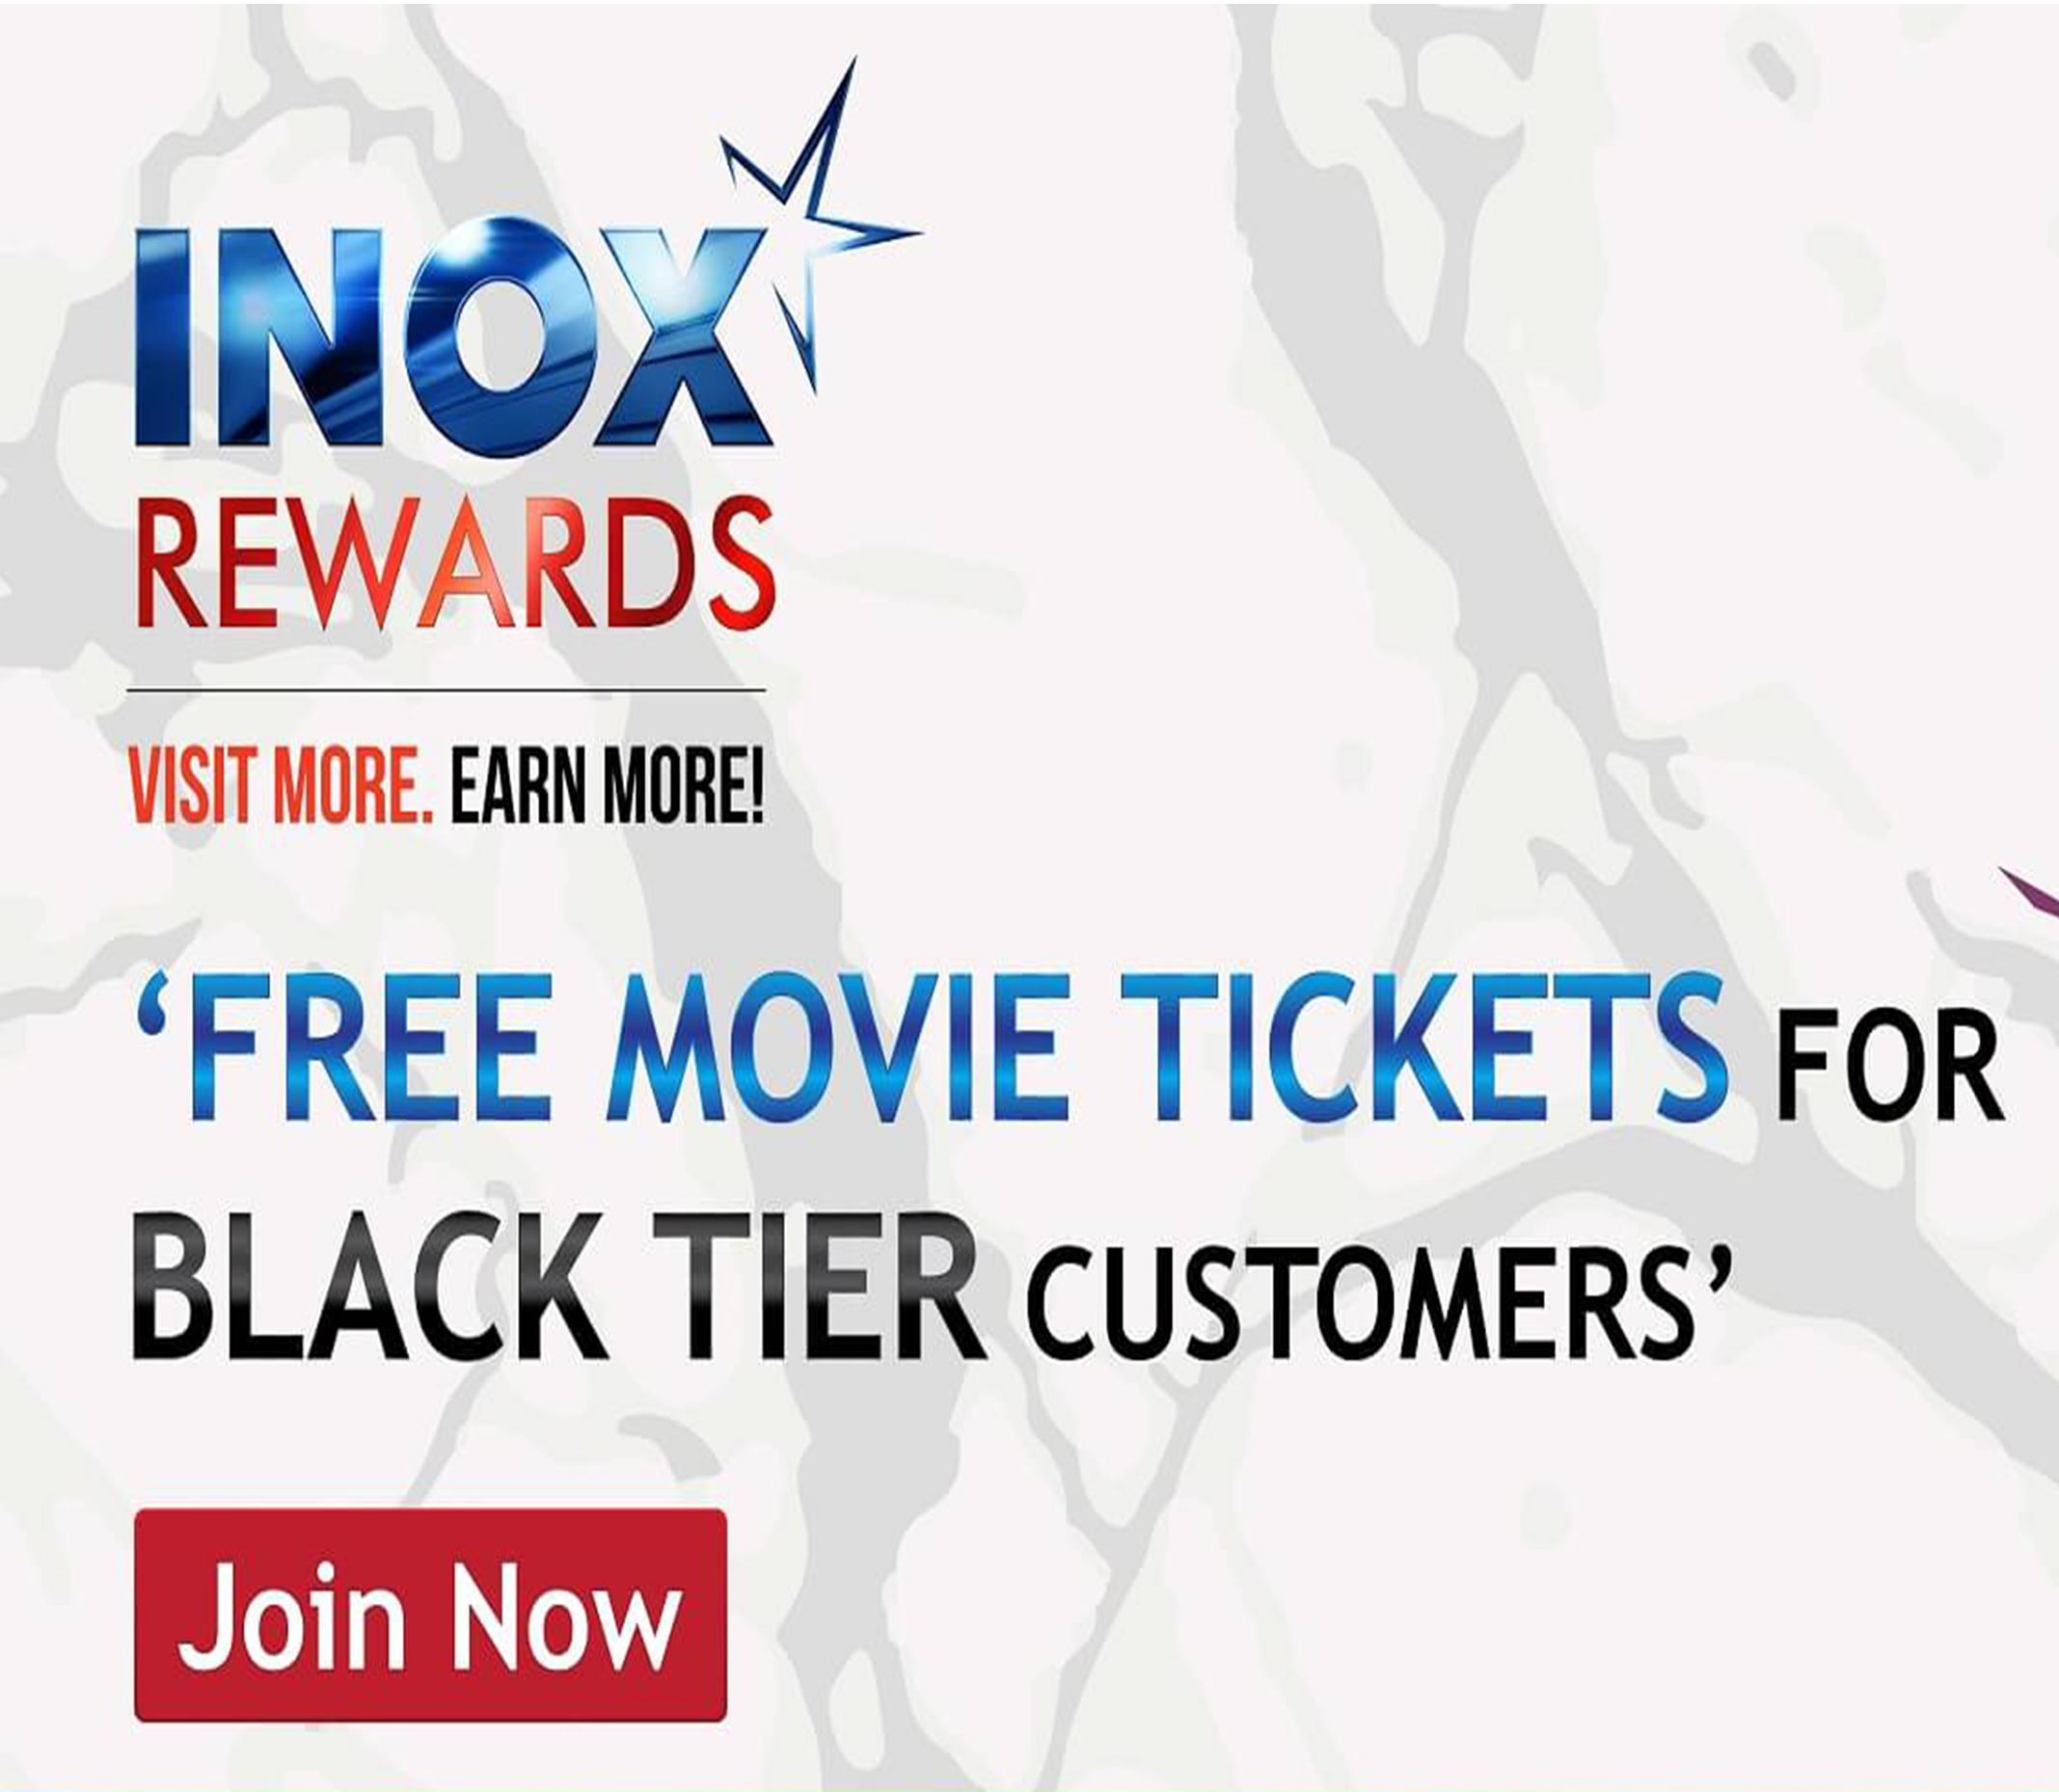 INOX
REWARDS
VISIT MORE. EARN MORE!
‘FREE MOVIE TICKETS FOR
BLACK TIER CUSTOMERS’
Join Now